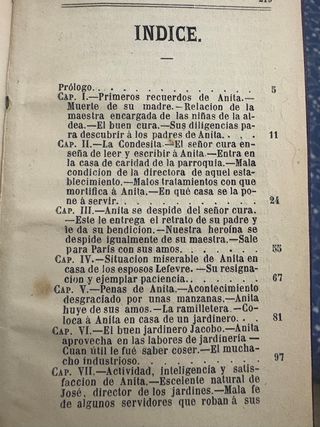 INDICE.
Prólogo. . . . . . . . . . . . . . . 5
CAP. I.—Primeros recuerdos de Anita.—
Muerte de su madre.—Relacion de la
maestra encargada de las niñas de la al-
dea.—El buen cura.—Sus diligencias pa-
ra descubrir á los padres de Anita. . . 11
CAP. II.—La Condesita.—El señor cura en-
seña de leer y escribir á Anita.—Entra en
la casa de caridad de la parroquia.—Mala
condicion de la directora de aquel esta-
blecimiento.—Malos tratamientos con que
mortifica á Anita.—En qué casa se la po-
ne á servir. . . . . . . . . . . . . 24
CAP. III.—Anita se despide del señor cura.
—Este le entrega el retrato de su padre y
le da su bendicion.—Nuestra heroina se
despide igualmente de su maestra.—Sale
para París con sus amos. . . . . . . . 55
CAP. IV.—Situacion miserable de Anita en
casa de los esposos Lefevre.—Su resigna-
cion y ejemplar paciencia. . . . . . . 67
CAP. V.—Penas de Anita.—Acontecimiento
desgraciado por unas manzanas.—Anita
huye de sus amos.—La ramilletera.—Co-
loca á Anita en casa de un jardinero. . . 81
CAP. VI.—El buen jardinero Jacobo.—Anita
aprovecha en las labores de jardinería—
Cuan útil le fué saber coser.—El mucha-
cho industrioso. . . . . . . . . . . 97
CAP. VII.—Actividad, inteligencia y satis-
faccion de Anita.—Escelente natural de
José, director de los jardines.—Mala fe
de algunos servidores que roban á sus